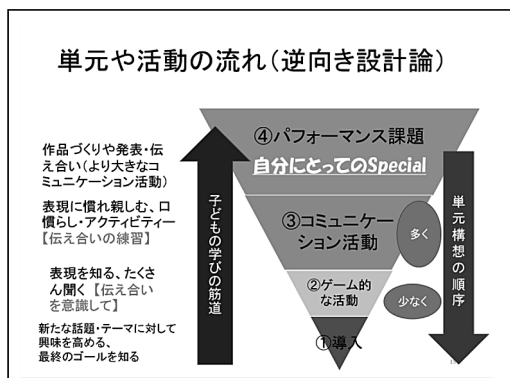 単元や活動の流れ(逆向き設計論)
作品づくりや発表・伝
え合い(より大きなコ
ミュニケーション活動)
表現に慣れ親しむ、口
慣らし・アクティビティー
【伝え合いの練習】
表現を知る、たくさ
ん聞く【伝え合い
を意識して】
新たな話題・テーマに対して
興味を高める、
最終のゴールを知る
子どもの学びの筋道
④パフォーマンス課題
自分にとってのSpecial
③コミュニケー
ション活動
②ゲーム的
な活動
①導入
多く
少なく
単元構想の順序